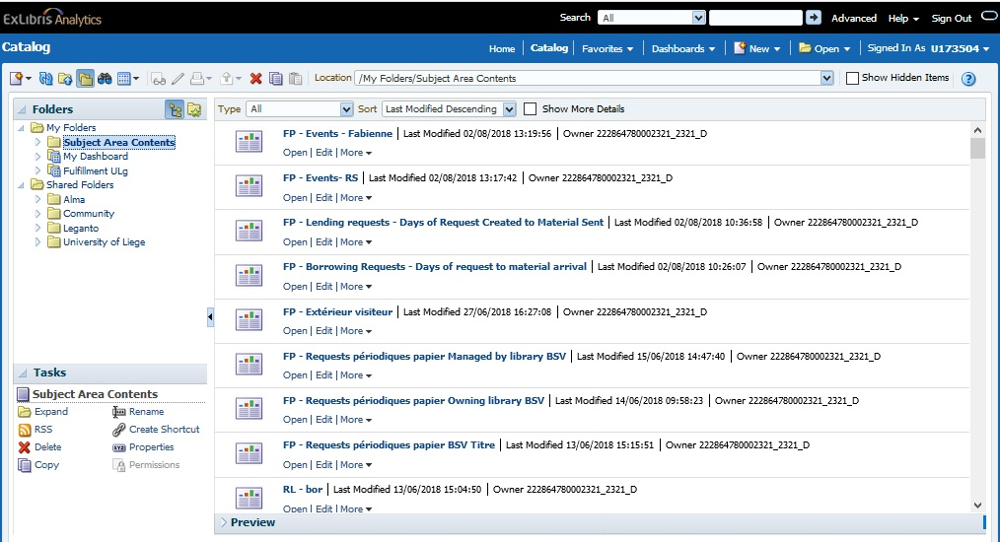 ExLibris Analytics Search All Advanced Help Sign Out
Catalog Home Catalog Favorites Dashboards New Open Signed In As U173504
Location /My Folders/Subject Area Contents Show Hidden Items
Folders
My Folders
Subject Area Contents
My Dashboard
Fulfillment ULg
Shared Folders
Alma
Community
Leganto
University of Liege
Tasks
Subject Area Contents
Expand Rename
RSS Create Shortcut
Delete Properties
Copy Permissions
Type All Sort Last Modified Descending Show More Details
FP - Events - Fabienne | Last Modified 02/08/2018 13:19:56 | Owner 222864780002321_2321_D
Open | Edit | More
FP - Events- RS | Last Modified 02/08/2018 13:17:42 | Owner 222864780002321_2321_D
Open | Edit | More
FP - Lending requests - Days of Request Created to Material Sent | Last Modified 02/08/2018 10:36:58 | Owner 222864780002321_2321_D
Open | Edit | More
FP - Borrowing Requests - Days of request to material arrival | Last Modified 02/08/2018 10:26:07 | Owner 222864780002321_2321_D
Open | Edit | More
FP - Extérieur visiteur | Last Modified 27/06/2018 16:27:08 | Owner 222864780002321_2321_D
Open | Edit | More
FP - Requests périodiques papier Managed by library BSV | Last Modified 15/06/2018 14:47:40 | Owner 222864780002321_2321_D
Open | Edit | More
FP - Requests périodiques papier Owning library BSV | Last Modified 14/06/2018 09:58:23 | Owner 222864780002321_2321_D
Open | Edit | More
FP - Requests périodiques papier BSV Titre | Last Modified 13/06/2018 15:15:51 | Owner 222864780002321_2321_D
Open | Edit | More
RL - bor | Last Modified 13/06/2018 15:04:50 | Owner 222864780002321_2321_D
Open | Edit | More
Preview